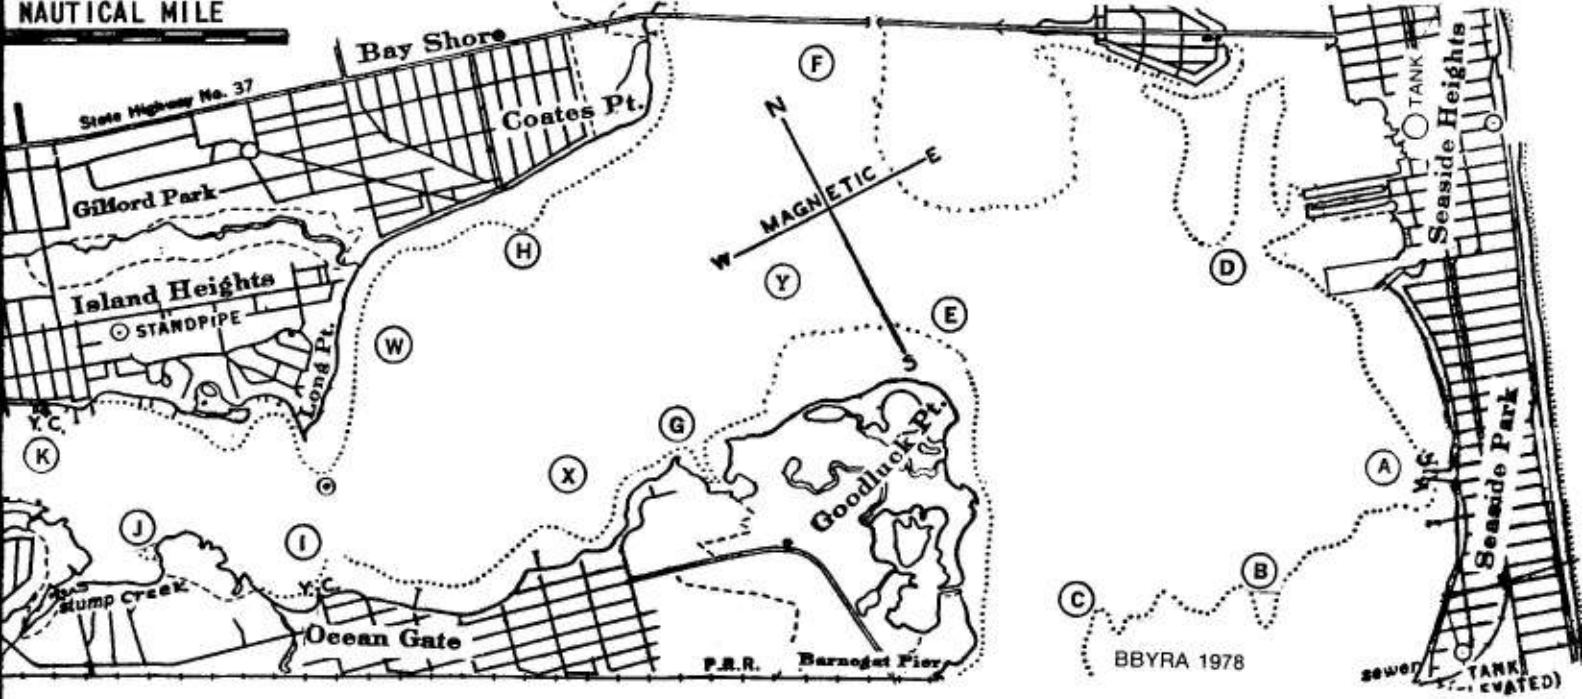 NAUTICAL MILE
Bay Shore
State Highway No. 37
Coates Pt.
F
N
E
MAGNETIC
W
S
TANK
Seaside Heights
Gilford Park
H
Y
D
Island Heights
STANDPIPE
Long Pt.
W
E
Y. C.
K
G
X
Goodluck Pt.
A
Y. C.
Seaside Park
J
I
Stump Creek
Y. C.
Ocean Gate
B
C
P.R.R.
Barnegat Pier
BBYRA 1978
sewer
TANK
(ELEVATED)